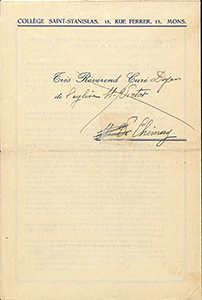 COLLÈGE SAINT-STANISLAS, 13, RUE FERRER, 13, MONS.
Très Révérend Curé Doyen
de l'église St Victor
Chimay